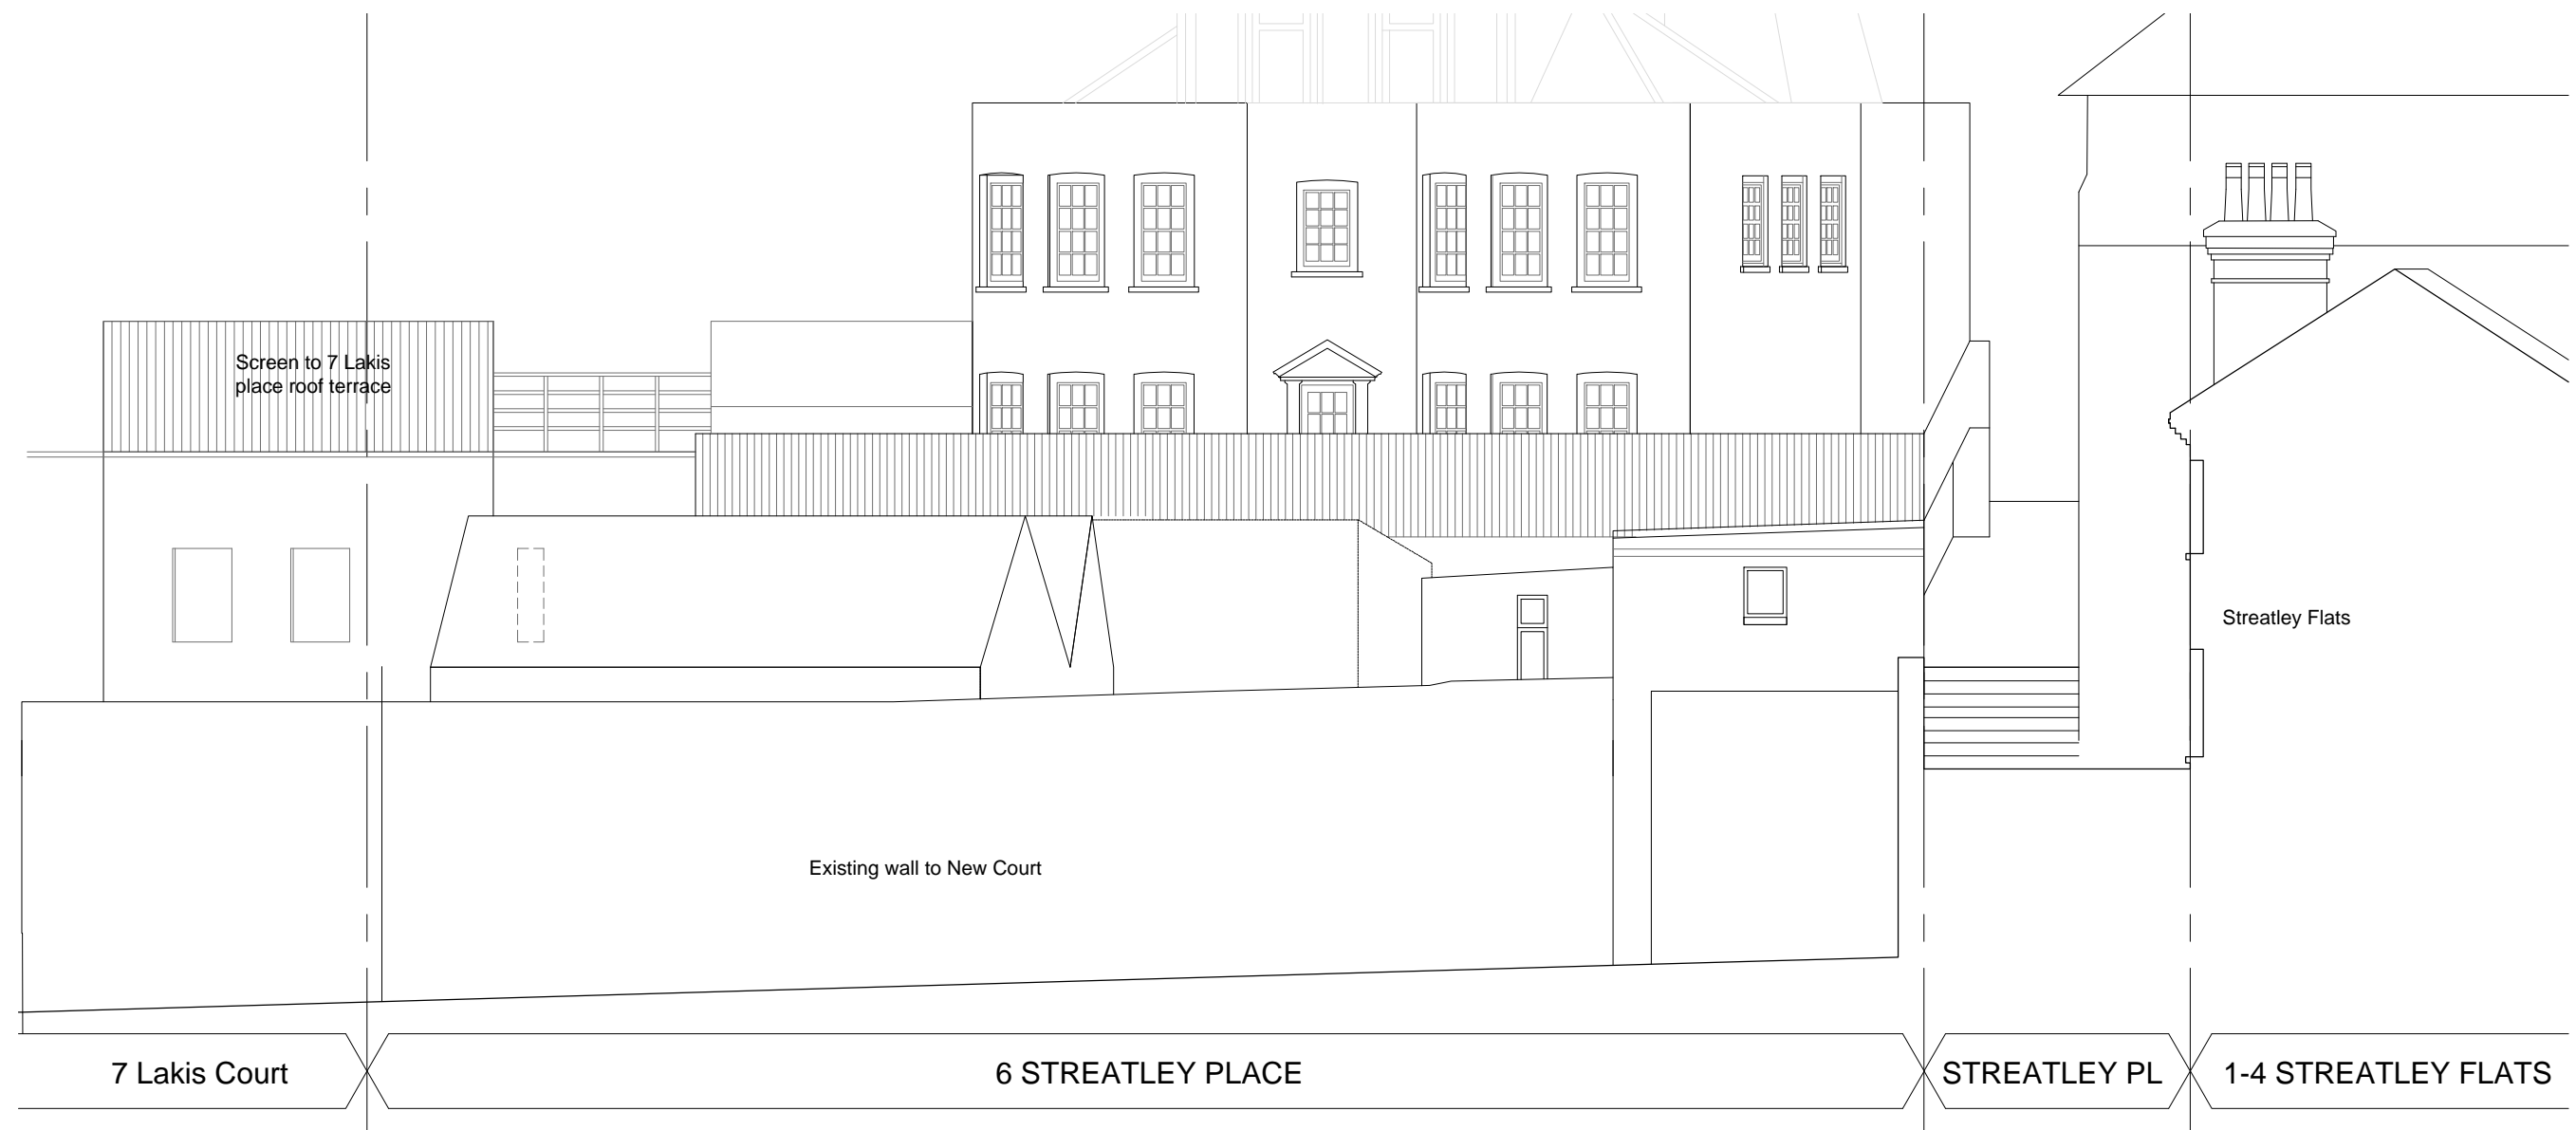 Screen to 7 Lakis
place roof terrace
Streatley Flats
Existing wall to New Court
7 Lakis Court
6 STREATLEY PLACE
STREATLEY PL
1-4 STREATLEY FLATS